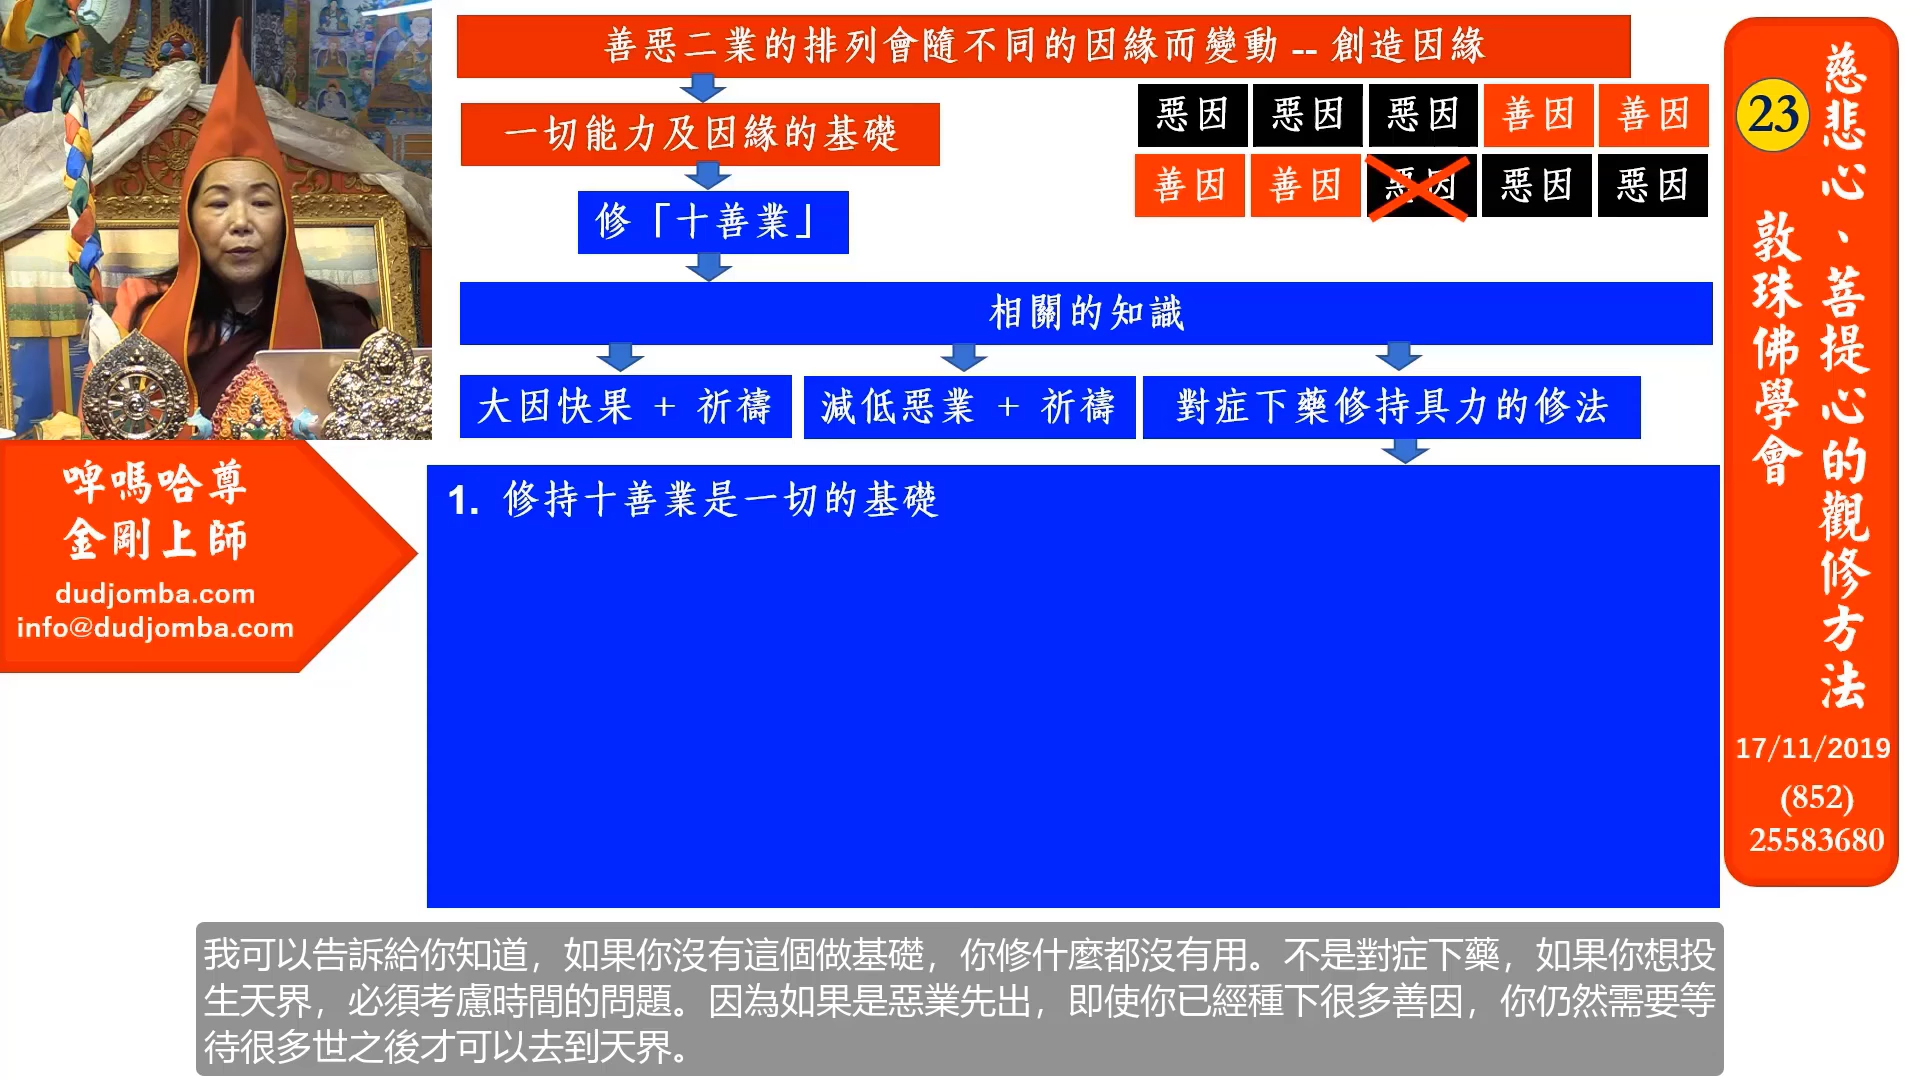 善惡二業的排列會隨不同的因緣而變動 -- 創造因緣
一切能力及因緣的基礎
修「十善業」
惡因 惡因 惡因 善因 善因
善因 善因 惡因 惡因 惡因
相關的知識
大因快果 + 祈禱
減低惡業 + 祈禱
對症下藥修持具力的修法
1. 修持十善業是一切的基礎
啤嗎哈尊
金剛上師
dudjomba.com
info@dudjomba.com
23
慈悲心、菩提心的觀修方法
敦珠佛學會
17/11/2019
(852)
25583680
我可以告訴給你知道，如果你沒有這個做基礎，你修什麼都沒有用。不是對症下藥，如果你想投
生天界，必須考慮時間的問題。因為如果是惡業先出，即使你已經種下很多善因，你仍然需要等
待很多世之後才可以去到天界。